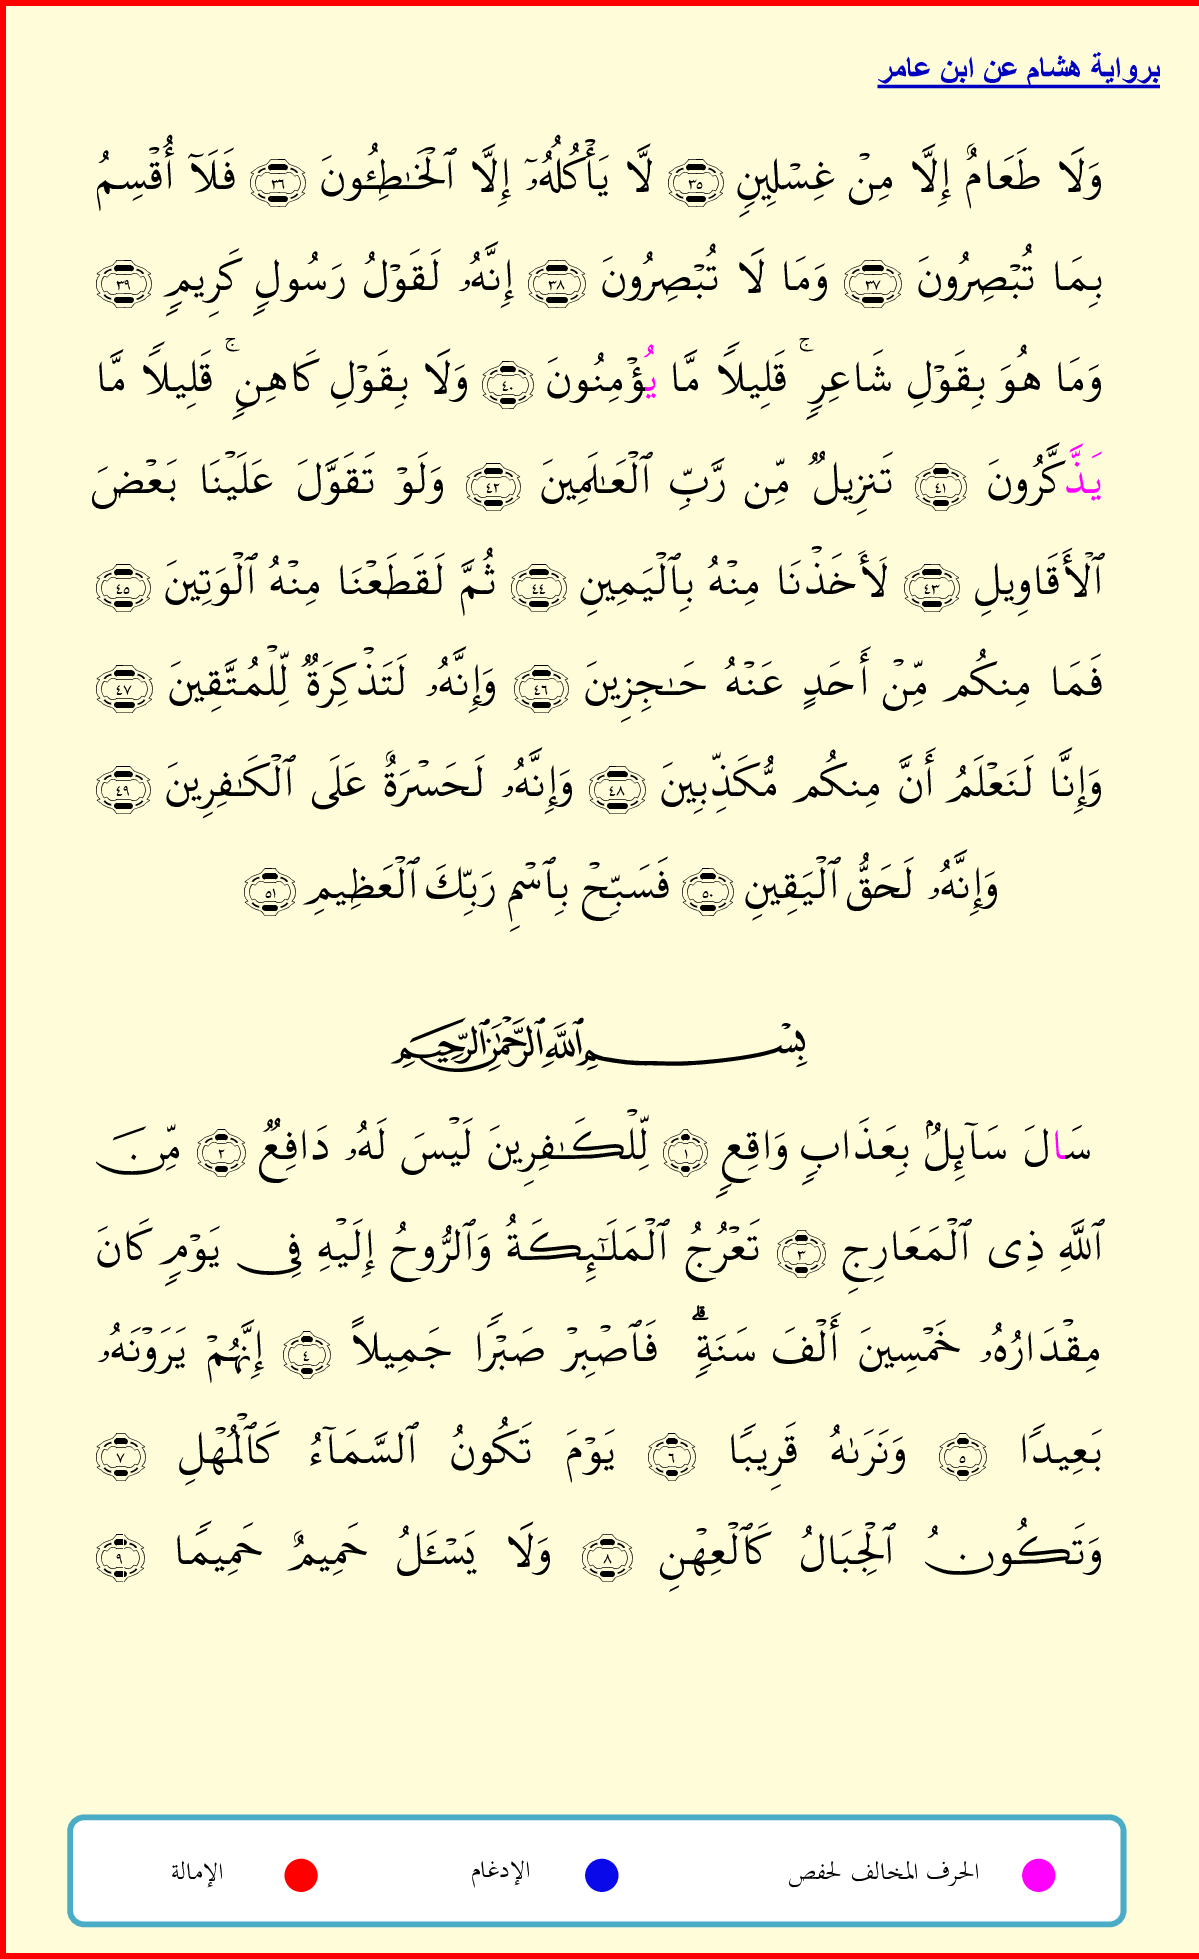 برواية هشام عن ابن عامر
وَلَا طَعَامٌ إِلَّا مِنۡ غِسۡلِينٍ ٣٥ لَّا يَأۡكُلُهُۥٓ إِلَّا ٱلۡخَٰطِـُٔونَ ٣٦ فَلَآ أُقۡسِمُ
بِمَا تُبۡصِرُونَ ٣٧ وَمَا لَا تُبۡصِرُونَ ٣٨ إِنَّهُۥ لَقَوۡلُ رَسُولٍ كَرِيمٍ ٣٩
وَمَا هُوَ بِقَوۡلِ شَاعِرٍۚ قَلِيلًا مَّا يُؤۡمِنُونَ ٤٠ وَلَا بِقَوۡلِ كَاهِنٍۚ قَلِيلًا مَّا
يَذَّكَّرُونَ ٤١ تَنزِيلٌ مِّن رَّبِّ ٱلۡعَٰلَمِينَ ٤٢ وَلَوۡ تَقَوَّلَ عَلَيۡنَا بَعۡضَ
ٱلۡأَقَاوِيلِ ٤٣ لَأَخَذۡنَا مِنۡهُ بِٱلۡيَمِينِ ٤٤ ثُمَّ لَقَطَعۡنَا مِنۡهُ ٱلۡوَتِينَ ٤٥
فَمَا مِنكُم مِّنۡ أَحَدٍ عَنۡهُ حَٰجِزِينَ ٤٦ وَإِنَّهُۥ لَتَذۡكِرَةٌ لِّلۡمُتَّقِينَ ٤٧
وَإِنَّا لَنَعۡلَمُ أَنَّ مِنكُم مُّكَذِّبِينَ ٤٨ وَإِنَّهُۥ لَحَسۡرَةٌ عَلَى ٱلۡكَٰفِرِينَ ٤٩
وَإِنَّهُۥ لَحَقُّ ٱلۡيَقِينِ ٥٠ فَسَبِّحۡ بِٱسۡمِ رَبِّكَ ٱلۡعَظِيمِ ٥١
بِسۡمِ ٱللَّهِ ٱلرَّحۡمَٰنِ ٱلرَّحِيمِ
سَالَ سَآئِلُۢ بِعَذَابٍ وَاقِعٍ ١ لِّلۡكَٰفِرِينَ لَيۡسَ لَهُۥ دَافِعٌ ٢ مِّنَ
ٱللَّهِ ذِي ٱلۡمَعَارِجِ ٣ تَعۡرُجُ ٱلۡمَلَٰٓئِكَةُ وَٱلرُّوحُ إِلَيۡهِ فِي يَوۡمٍ كَانَ
مِقۡدَارُهُۥ خَمۡسِينَ أَلۡفَ سَنَةٍۗ فَٱصۡبِرۡ صَبۡرًا جَمِيلًا ٤ إِنَّهُمۡ يَرَوۡنَهُۥ
بَعِيدًا ٥ وَنَرَىٰهُ قَرِيبًا ٦ يَوۡمَ تَكُونُ ٱلسَّمَآءُ كَٱلۡمُهۡلِ ٧
وَتَكُونُ ٱلۡجِبَالُ كَٱلۡعِهۡنِ ٨ وَلَا يَسۡـَٔلُ حَمِيمٌ حَمِيمًا ٩
الحرف المخالف لحفص الإدغام الإمالة